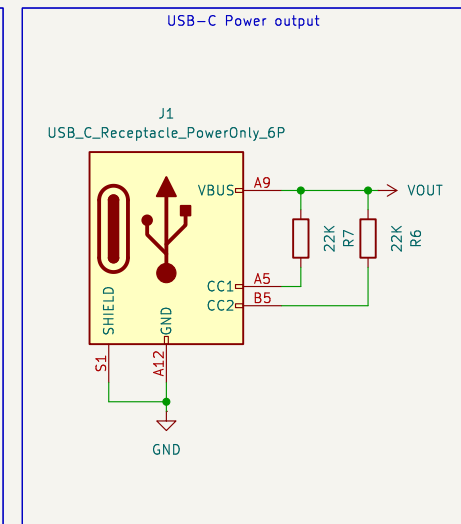 USB-C Power output
J1
USB_C_Receptacle_PowerOnly_6P
VBUS
A9
VOUT
22K
R7
22K
R6
CC1
A5
CC2
B5
SHIELD
GND
S1
A12
GND